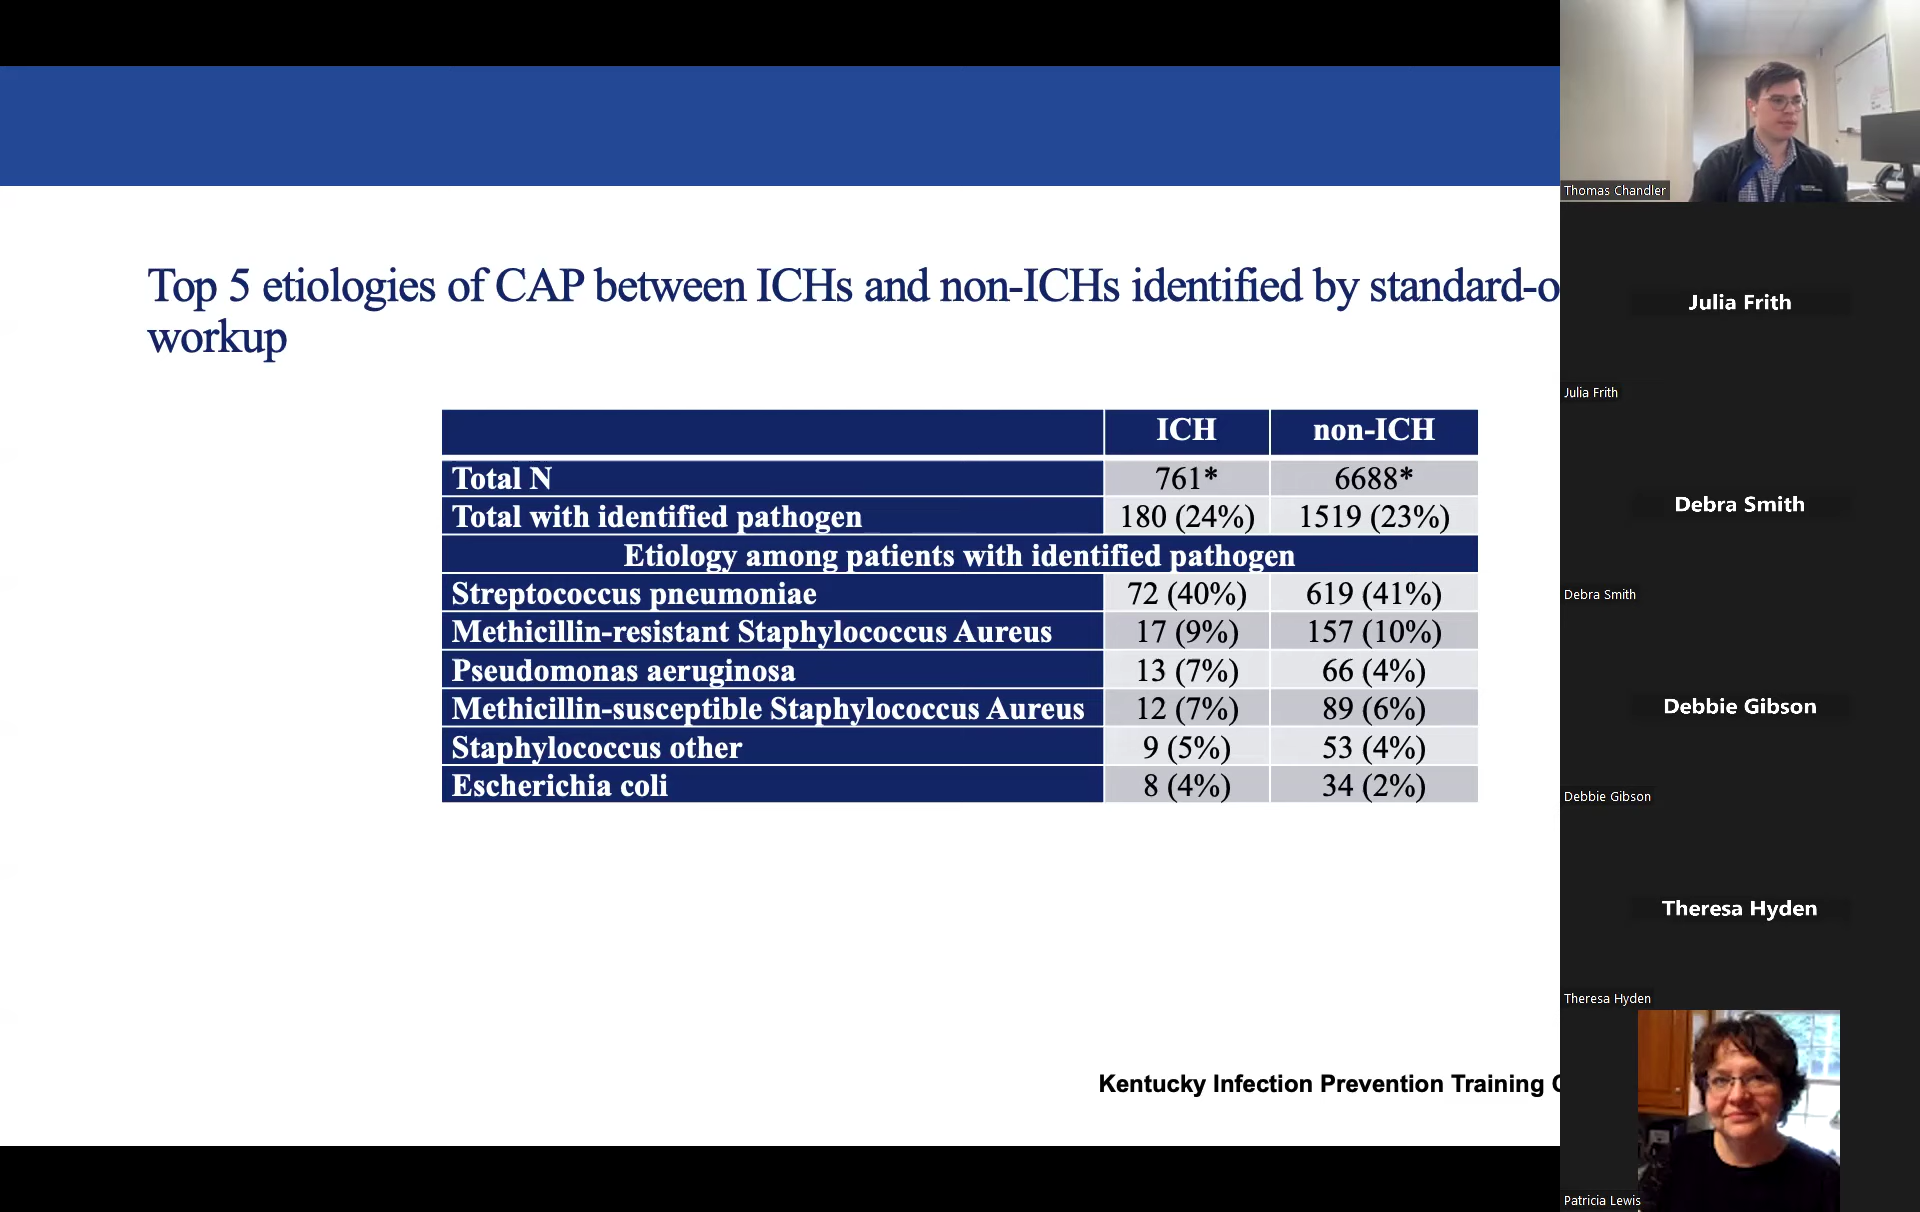 Top 5 etiologies of CAP between ICHs and non-ICHs identified by standard-o
workup
ICH non-ICH
Total N 761* 6688*
Total with identified pathogen 180 (24%) 1519 (23%)
Etiology among patients with identified pathogen
Streptococcus pneumoniae 72 (40%) 619 (41%)
Methicillin-resistant Staphylococcus Aureus 17 (9%) 157 (10%)
Pseudomonas aeruginosa 13 (7%) 66 (4%)
Methicillin-susceptible Staphylococcus Aureus 12 (7%) 89 (6%)
Staphylococcus other 9 (5%) 53 (4%)
Escherichia coli 8 (4%) 34 (2%)
Kentucky Infection Prevention Training
Thomas Chandler
Julia Frith
Julia Frith
Debra Smith
Debra Smith
Debbie Gibson
Debbie Gibson
Theresa Hyden
Theresa Hyden
Patricia Lewis